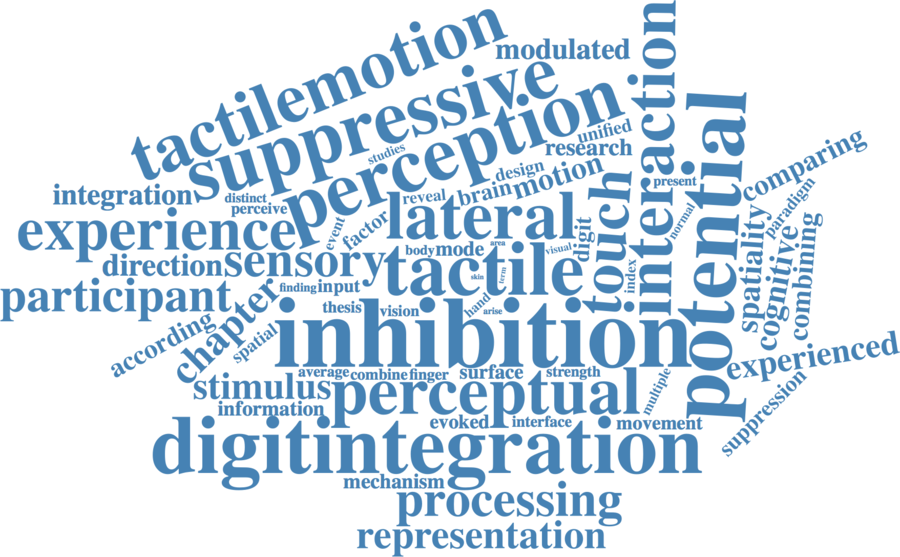 tactilemotion
modulated
suppressive
perception
interaction
potential
unified
research
studies
design
motion
brain
reveal
present
comparing
paradigm
integration
distinct
perceive
experience
event
factor
lateral
touch
digit
normal
spatiality
cognitive
combining
direction
sensory
body
mode
area
visual
tactile
skin
term
index
participant
finding
input
chapter
thesis
vision
hand
arise
according
spatial
inhibition
experienced
average
combine
finger
surface
strength
stimulus
perceptual
multiple
suppression
information
evoked
interface
movement
digitintegration
mechanism
processing
representation